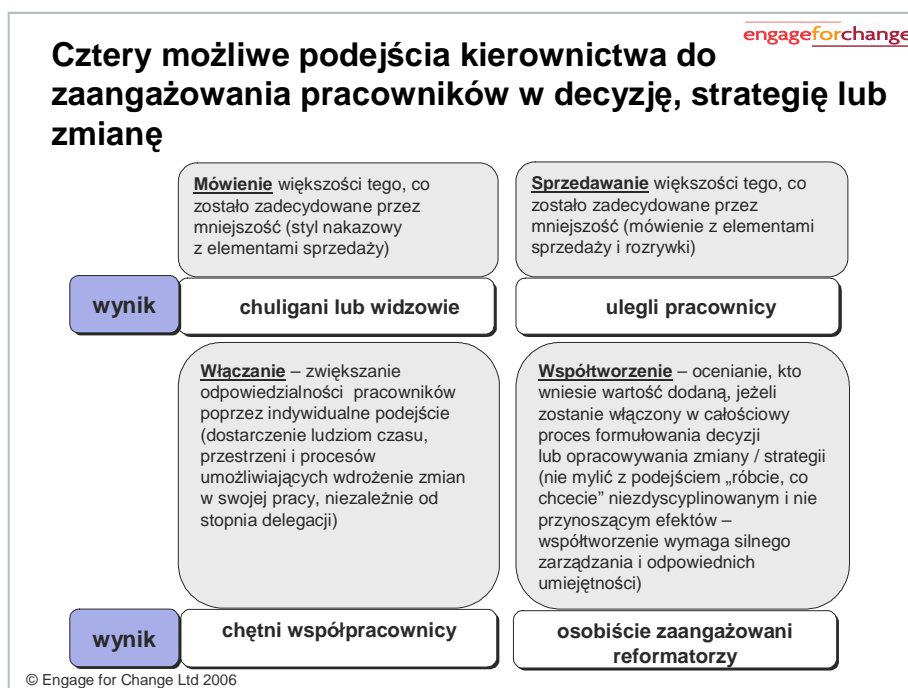 engageforchange
Cztery możliwe podejścia kierownictwa do
zaangażowania pracowników w decyzję, strategię lub
zmianę
Mówienie większości tego, co
zostało zadecydowane przez
mniejszość (styl nakazowy
z elementami sprzedaży)
Sprzedawanie większości tego, co
zostało zadecydowane przez
mniejszość (mówienie z elementami
sprzedaży i rozrywki)
wynik
chuligani lub widzowie
ulegli pracownicy
Włączanie – zwiększanie
odpowiedzialności pracowników
poprzez indywidualne podejście
(dostarczenie ludziom czasu,
przestrzeni i procesów
umożliwiających wdrożenie zmian
w swojej pracy, niezależnie od
stopnia delegacji)
Współtworzenie – ocenianie, kto
wniesie wartość dodaną, jeżeli
zostanie włączony w całościowy
proces formułowania decyzji
lub opracowywania zmiany / strategii
(nie mylić z podejściem „róbcie, co
chcecie” niezdyscyplinowanym i nie
przynoszącym efektów –
współtworzenie wymaga silnego
zarządzania i odpowiednich
umiejętności)
wynik
chętni współpracownicy
osobiście zaangażowani
reformatorzy
© Engage for Change Ltd 2006